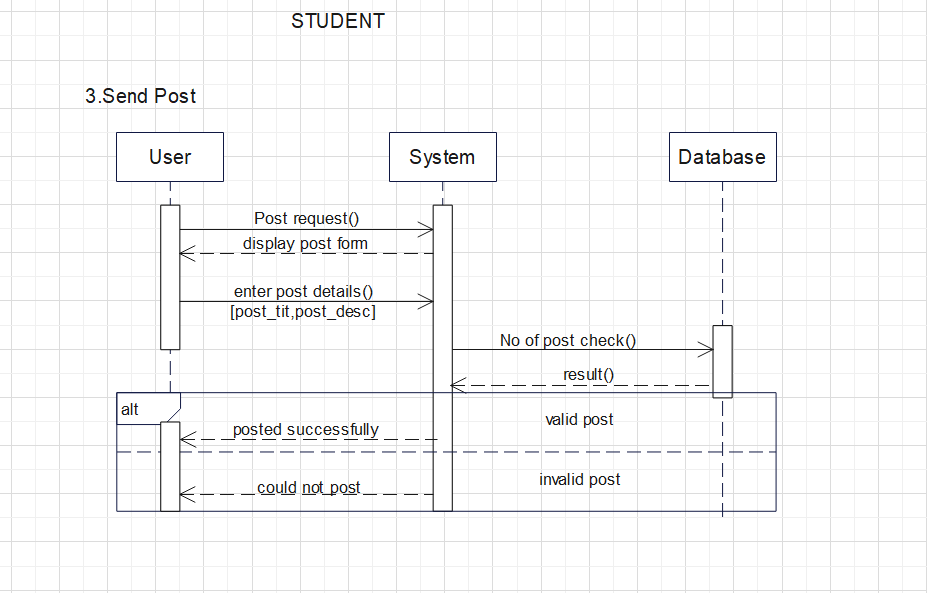 STUDENT
3.Send Post
User
System
Database
Post request()
display post form
enter post details()
[post_tit,post_desc]
No of post check()
result()
alt
valid post
posted successfully
invalid post
could not post